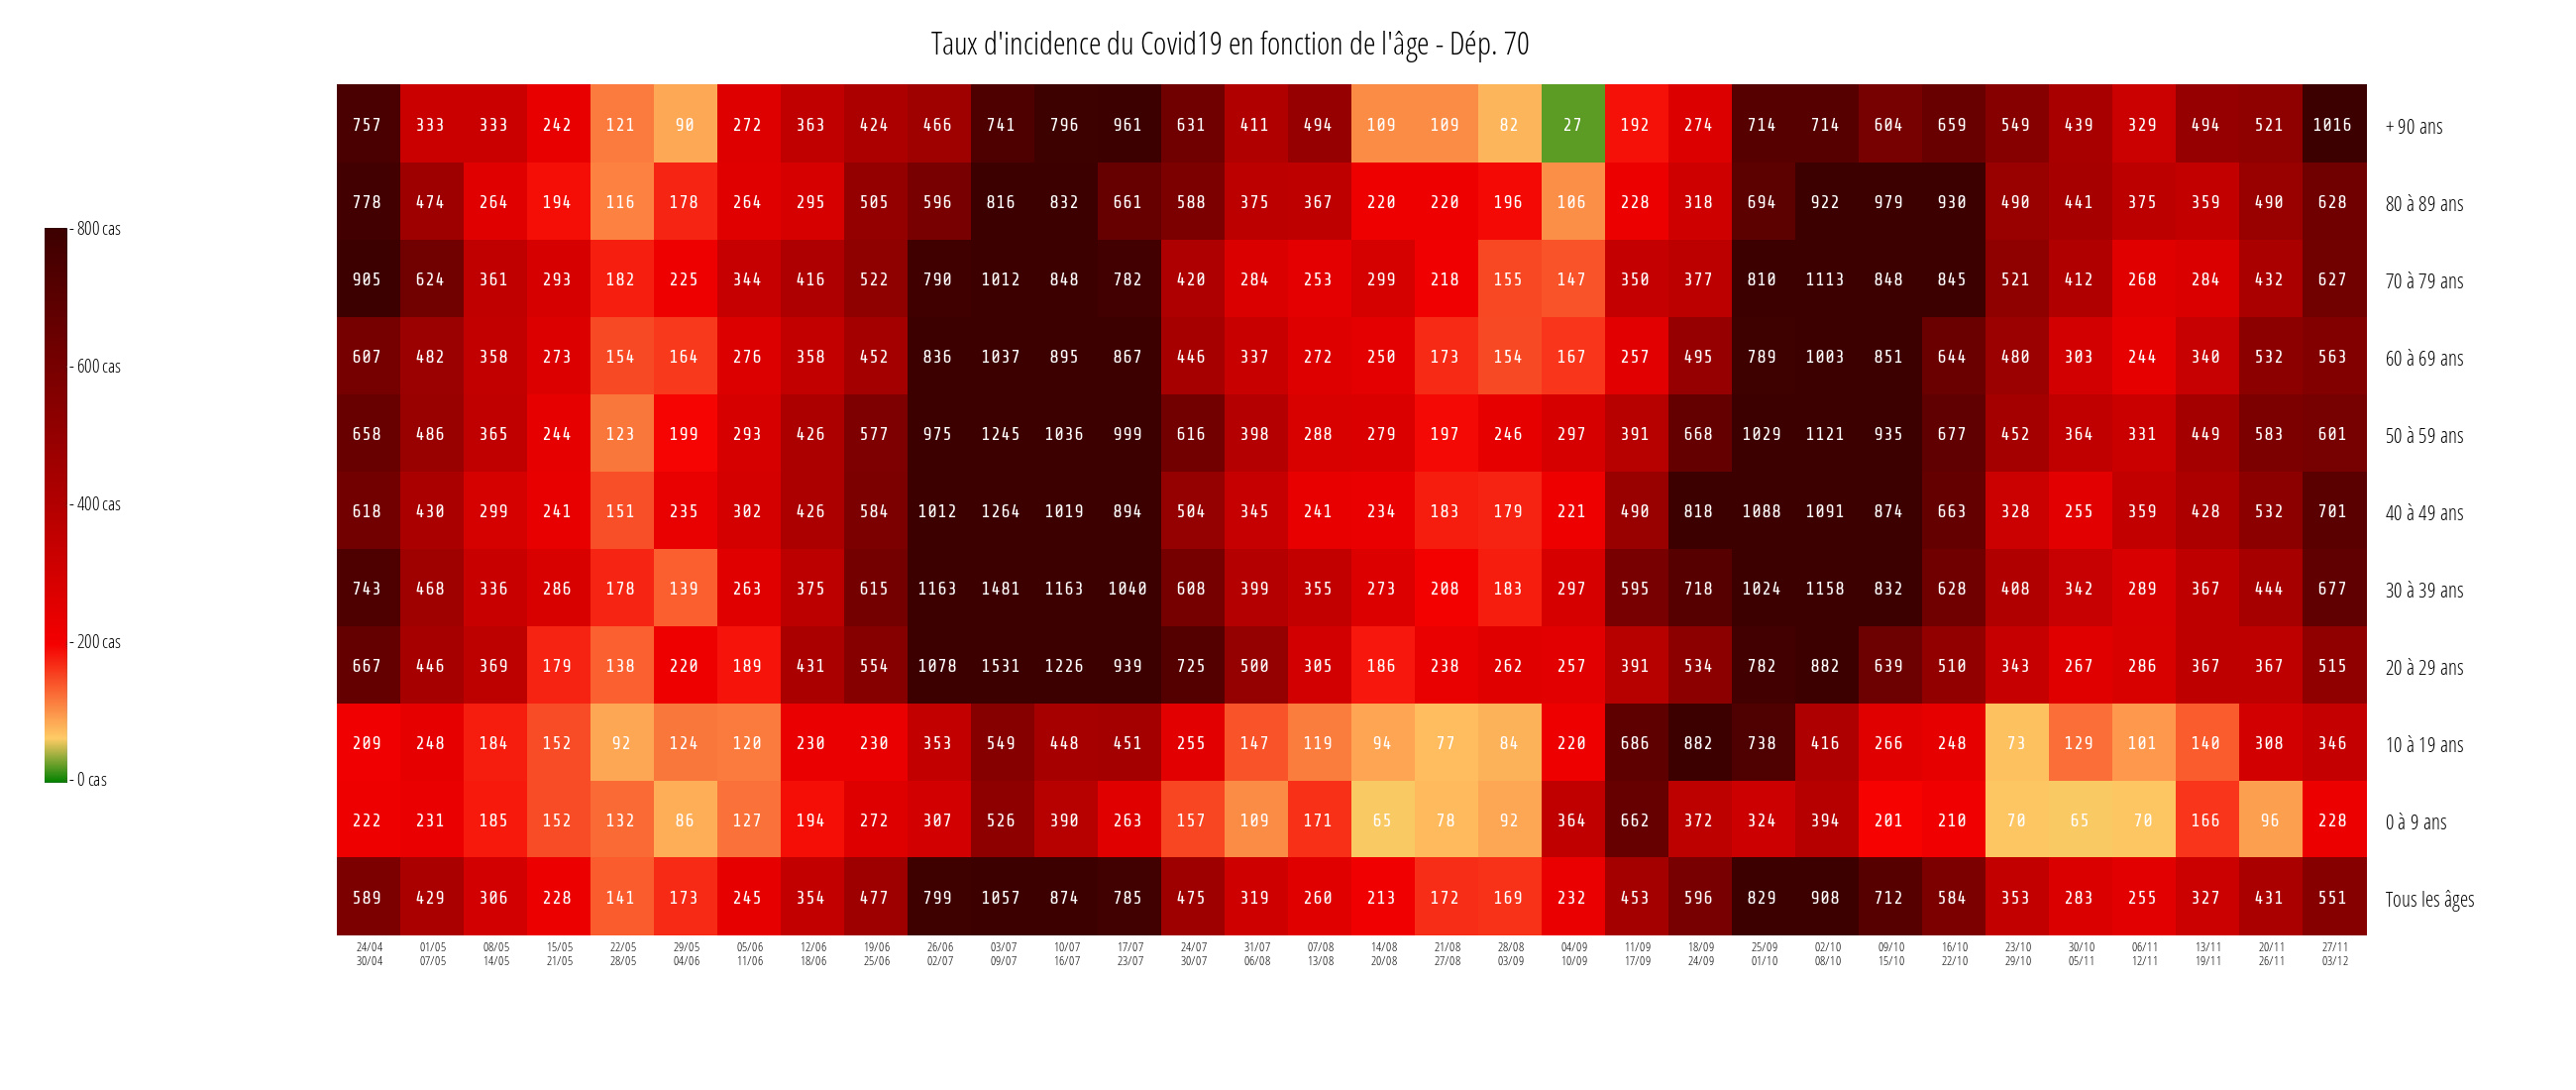 Taux d'incidence du Covid19 en fonction de l'âge - Dép. 70
- 800 cas
- 600 cas
- 400 cas
- 200 cas
- 0 cas
757 333 333 242 121 90 272 363 424 466 741 796 961 631 411 494 109 109 82 27 192 274 714 714 604 659 549 439 329 494 521 1016 + 90 ans
778 474 264 194 116 178 264 295 505 596 816 832 661 588 375 367 220 220 196 106 228 318 694 922 979 930 490 441 375 359 490 628 80 à 89 ans
905 624 361 293 182 225 344 416 522 790 1012 848 782 420 284 253 299 218 155 147 350 377 810 1113 848 845 521 412 268 284 432 627 70 à 79 ans
607 482 358 273 154 164 276 358 452 836 1037 895 867 446 337 272 250 173 154 167 257 495 789 1003 851 644 480 303 244 340 532 563 60 à 69 ans
658 486 365 244 123 199 293 426 577 975 1245 1036 999 616 398 288 279 197 246 297 391 668 1029 1121 935 677 452 364 331 449 583 601 50 à 59 ans
618 430 299 241 151 235 302 426 584 1012 1264 1019 894 504 345 241 234 183 179 221 490 818 1088 1091 874 663 328 255 359 428 532 701 40 à 49 ans
743 468 336 286 178 139 263 375 615 1163 1481 1163 1040 608 399 355 273 208 183 297 595 718 1024 1158 832 628 408 342 289 367 444 677 30 à 39 ans
667 446 369 179 138 220 189 431 554 1078 1531 1226 939 725 500 305 186 238 262 257 391 534 782 882 639 510 343 267 286 367 367 515 20 à 29 ans
209 248 184 152 92 124 120 230 230 353 549 448 451 255 147 119 94 77 84 220 686 882 738 416 266 248 73 129 101 140 308 346 10 à 19 ans
222 231 185 152 132 86 127 194 272 307 526 390 263 157 109 171 65 78 92 364 662 372 324 394 201 210 70 65 70 166 96 228 0 à 9 ans
589 429 306 228 141 173 245 354 477 799 1057 874 785 475 319 260 213 172 169 232 453 596 829 908 712 584 353 283 255 327 431 551 Tous les âges
24/04 01/05 08/05 15/05 22/05 29/05 05/06 12/06 19/06 26/06 03/07 10/07 17/07 24/07 31/07 07/08 14/08 21/08 28/08 04/09 11/09 18/09 25/09 02/10 09/10 16/10 23/10 30/10 06/11 13/11 20/11 27/11
30/04 07/05 14/05 21/05 28/05 04/06 11/06 18/06 25/06 02/07 09/07 16/07 23/07 30/07 06/08 13/08 20/08 27/08 03/09 10/09 17/09 24/09 01/10 08/10 15/10 22/10 29/10 05/11 12/11 19/11 26/11 03/12